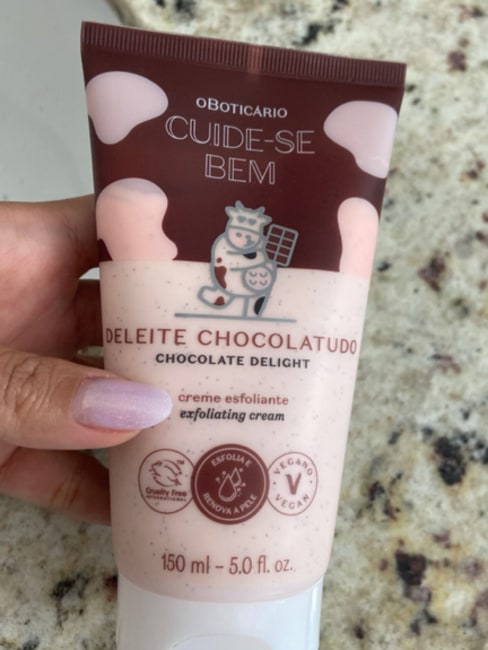 oBOTICÁRIO
CUIDE-SE
BEM
DELEITE CHOCOLATUDO
CHOCOLATE DELIGHT
creme esfoliante
exfoliating cream
Cruelty Free
INTERNATIONAL
ESFOLIA E
RENOVA A PELE
VEGANO
V
VEGAN
150 ml - 5.0 fl. oz.